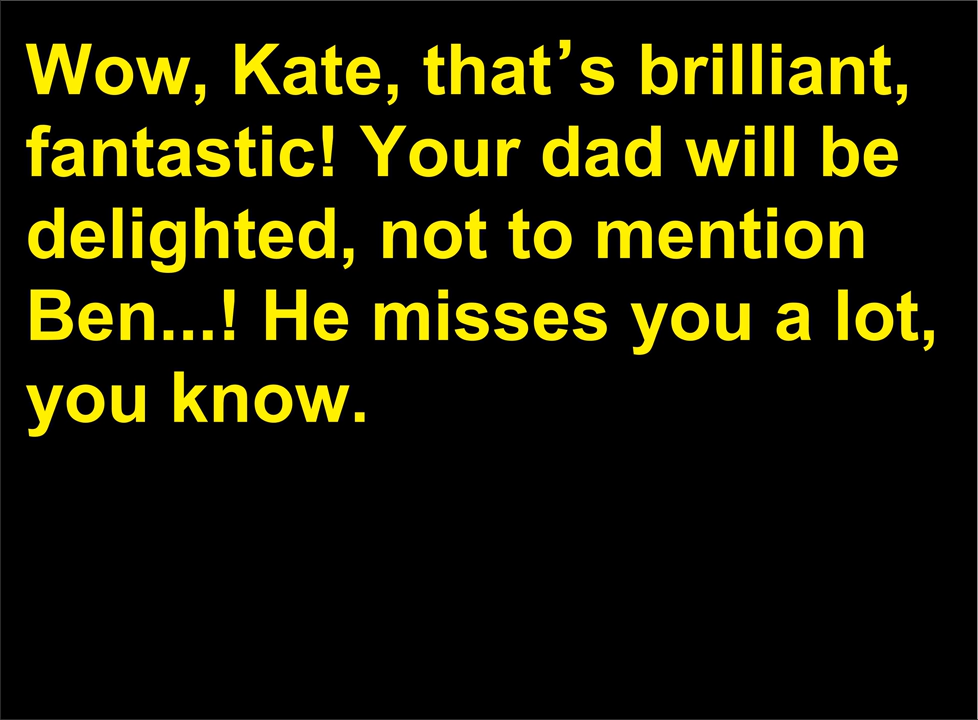 Wow, Kate, that’s brilliant,
fantastic! Your dad will be
delighted, not to mention
Ben...! He misses you a lot,
you know.